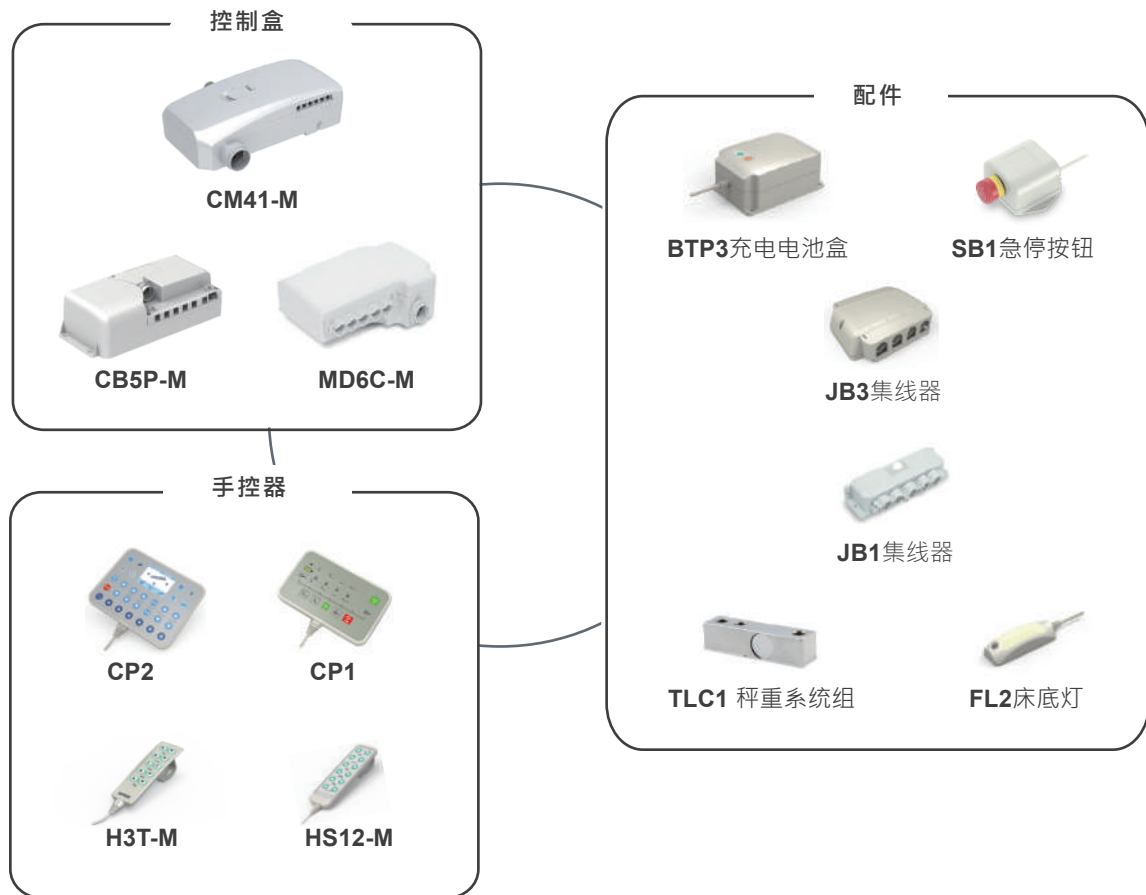 控制盒
CM41-M
CB5P-M
MD6C-M
手控器
CP2
CP1
H3T-M
HS12-M
配件
BTP3充电电池盒
SB1急停按钮
JB3集线器
JB1集线器
TLC1 秤重系统组
FL2床底灯